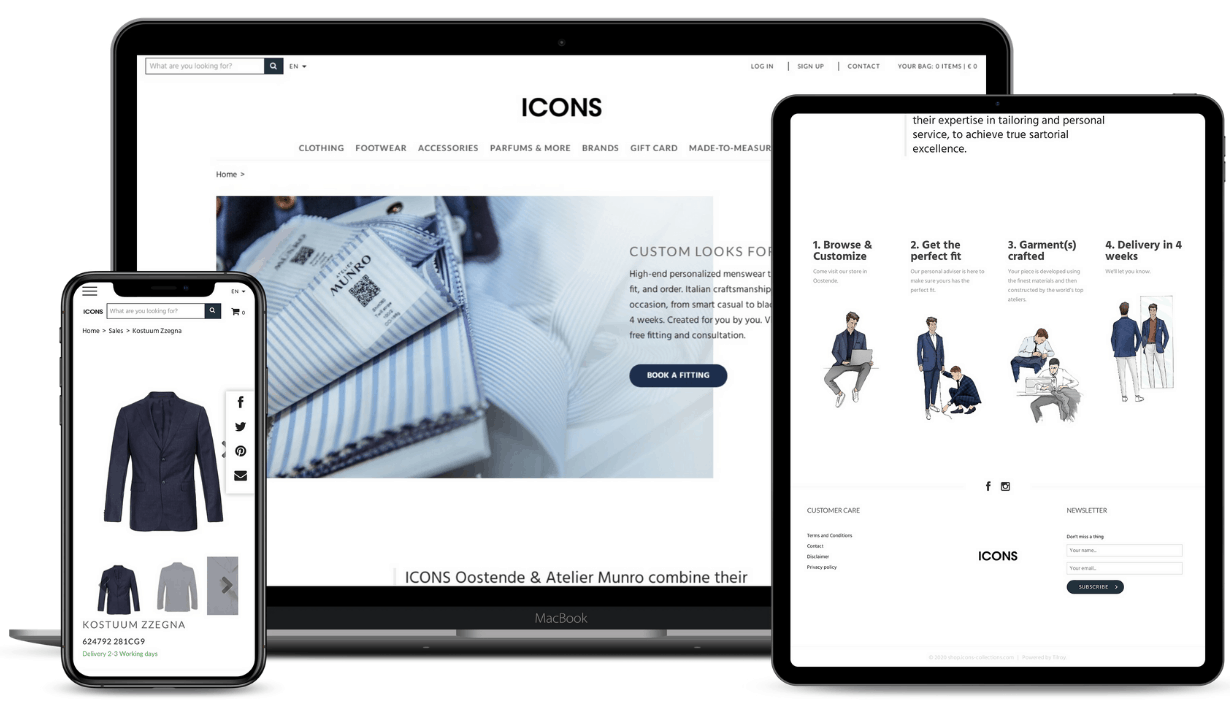 What are you looking for?
EN
LOG IN | SIGN UP | CONTACT YOUR BAG: 0 ITEMS | € 0
ICONS
CLOTHING FOOTWEAR ACCESSORIES PARFUMS & MORE BRANDS GIFT CARD MADE-TO-MEASUR
Home >
ATELIER
MUNRO
CUSTOM LOOKS FOR
High-end personalized menswear t
fit, and order. Italian craftsmanship
occasion, from smart casual to bla
4 weeks. Created for you by you. V
free fitting and consultation.
BOOK A FITTING
ICONS Oostende & Atelier Munro combine their
MacBook
EN
ICONS
What are you looking for?
0
Home > Sales > Kostuum Zzegna
KOSTUUM ZZEGNA
624792 281CG9
Delivery 2-3 Working days
their expertise in tailoring and personal
service, to achieve true sartorial
excellence.
1. Browse &
Customize
Come visit our store in
Oostende.
2. Get the
perfect fit
Our personal advisor is here to
make sure yours has the
perfect fit.
3. Garment(s)
crafted
Your piece is developed using
the finest materials and then
constructed by the world's top
ateliers.
4. Delivery in 4
weeks
We'll let you know.
CUSTOMER CARE
Terms and Conditions
Contact
Disclaimer
Privacy policy
ICONS
NEWSLETTER
Don't miss a thing
Your name..
Your email..
SUBSCRIBE >